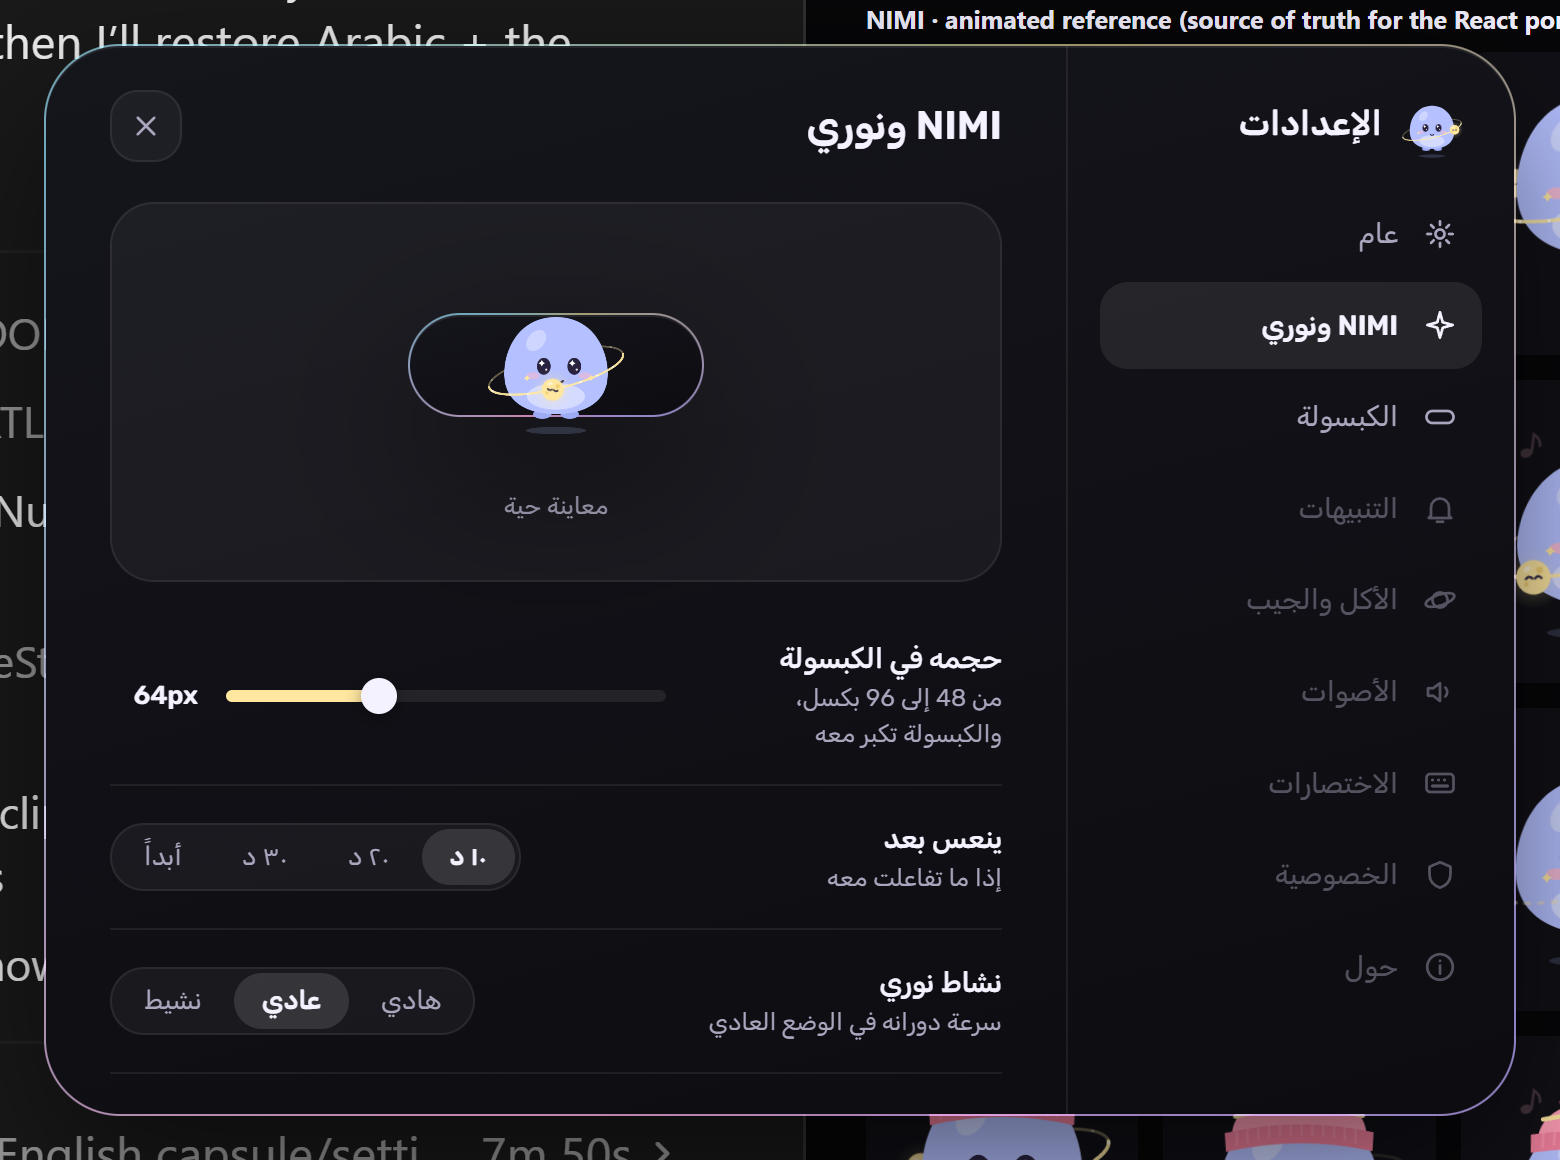 then I'll restore Arabic + the
NIMI · animated reference (source of truth for the React por
الإعدادات
عام
NIMI ونوري
الكبسولة
التنبيهات
الأكل والجيب
الأصوات
الاختصارات
الخصوصية
حول
NIMI ونوري
معاينة حية
حجمه في الكبسولة
من 48 إلى 96 بكسل،
والكبسولة تكبر معه
64px
ينعس بعد
إذا ما تفاعلت معه
١٠ د
٢٠ د
٣٠ د
أبداً
نشاط نوري
سرعة دورانه في الوضع العادي
هادي
عادي
نشيط
English capsule/setti
7m 50s